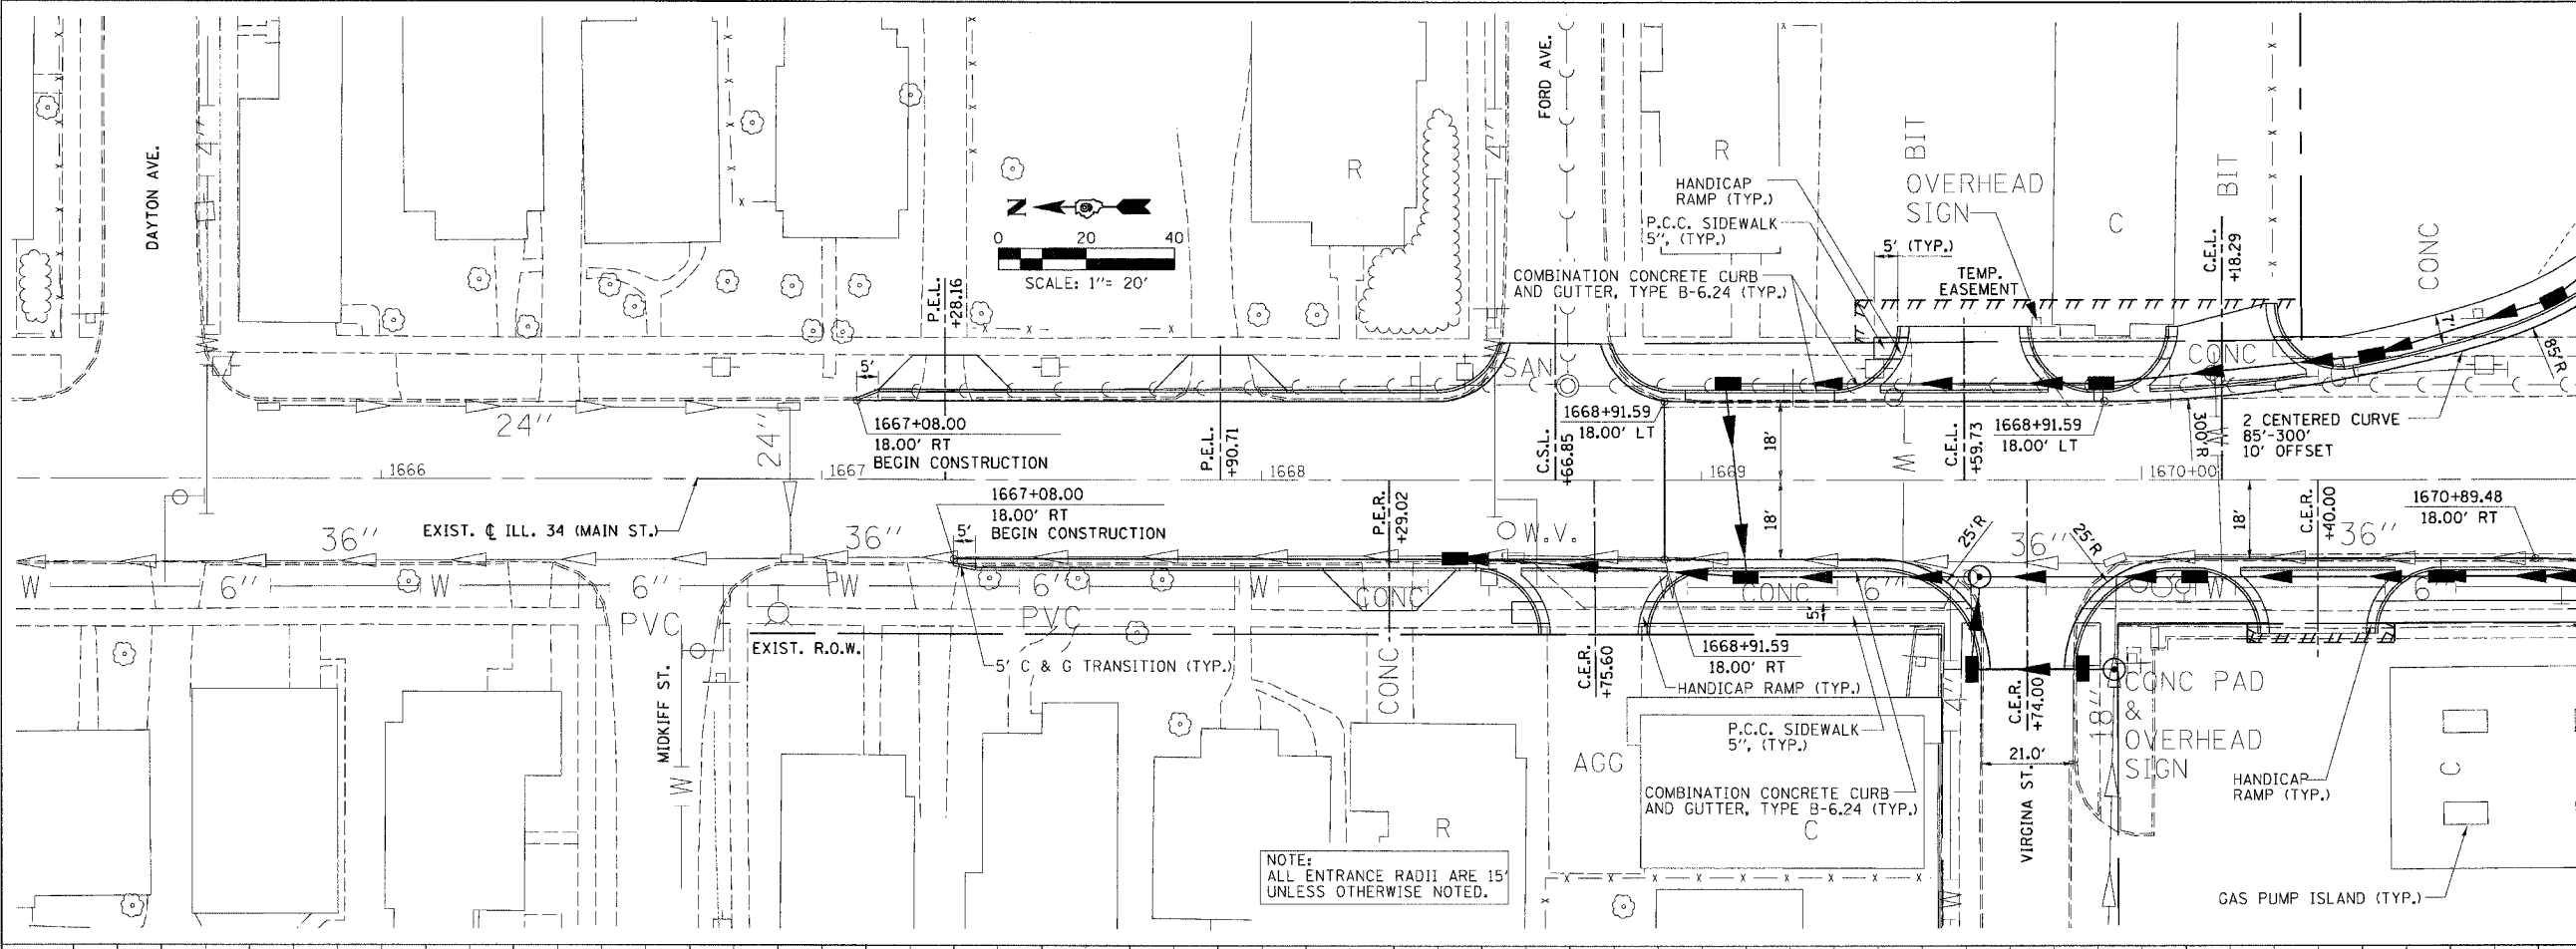 DAYTON AVE.
4''
N
0 20 40
SCALE: 1''= 20'
P.E.L.
+28.16
R
4''
FORD AVE.
R
HANDICAP
RAMP (TYP.)
P.C.C. SIDEWALK
5'', (TYP.)
COMBINATION CONCRETE CURB
AND GUTTER, TYPE B-6.24 (TYP.)
BIT
OVERHEAD
SIGN
5' (TYP.)
TEMP.
EASEMENT
C
BIT
C.E.L.
+18.29
CONC
CONC
7'
85'R
24''
24''
5'
1667+08.00
18.00' RT
BEGIN CONSTRUCTION
P.E.L.
+90.71
SAN
C.S.L.
+66.85
1668+91.59
18.00' LT
18'
W
C.E.L.
+59.73
1668+91.59
18.00' LT
300'R
W
2 CENTERED CURVE
85'-300'
10' OFFSET
1666
1667
1668
1669
1670+00
EXIST. ℄ ILL. 34 (MAIN ST.)
1667+08.00
18.00' RT
BEGIN CONSTRUCTION
5'
P.E.R.
+29.02
W.V.
18'
25'R
25'R
18'
C.E.R.
+40.00
1670+89.48
18.00' RT
36''
36''
36''
36''
W
6''
W
6''
W
6''
W
CONC
CONC
6''
W
6''
PVC
PVC
EXIST. R.O.W.
5'
MIDKIFF ST.
W
5' C & G TRANSITION (TYP.)
CONC
C.E.R.
+75.60
1668+91.59
18.00' RT
HANDICAP RAMP (TYP.)
P.C.C. SIDEWALK
5'', (TYP.)
AGG
COMBINATION CONCRETE CURB
AND GUTTER, TYPE B-6.24 (TYP.)
C
R
4''
W
C.E.R.
+74.00
21.0'
VIRGINA ST.
18''
CONC PAD
&
OVERHEAD
SIGN
HANDICAP
RAMP (TYP.)
C
GAS PUMP ISLAND (TYP.)
NOTE:
ALL ENTRANCE RADII ARE 15'
UNLESS OTHERWISE NOTED.